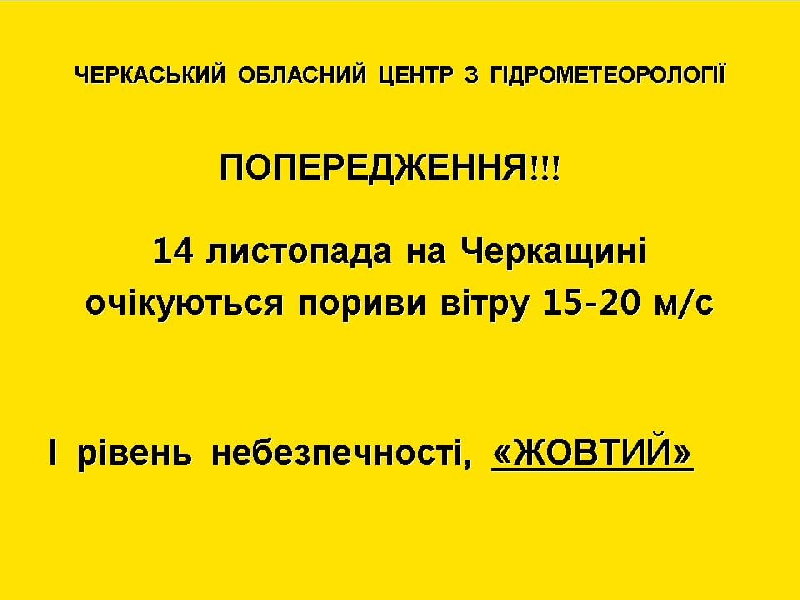 ЧЕРКАСЬКИЙ ОБЛАСНИЙ ЦЕНТР З ГІДРОМЕТЕОРОЛОГІЇ
ПОПЕРЕДЖЕННЯ!!!
14 листопада на Черкащині
очікуються пориви вітру 15-20 м/с
І рівень небезпечності, «ЖОВТИЙ»